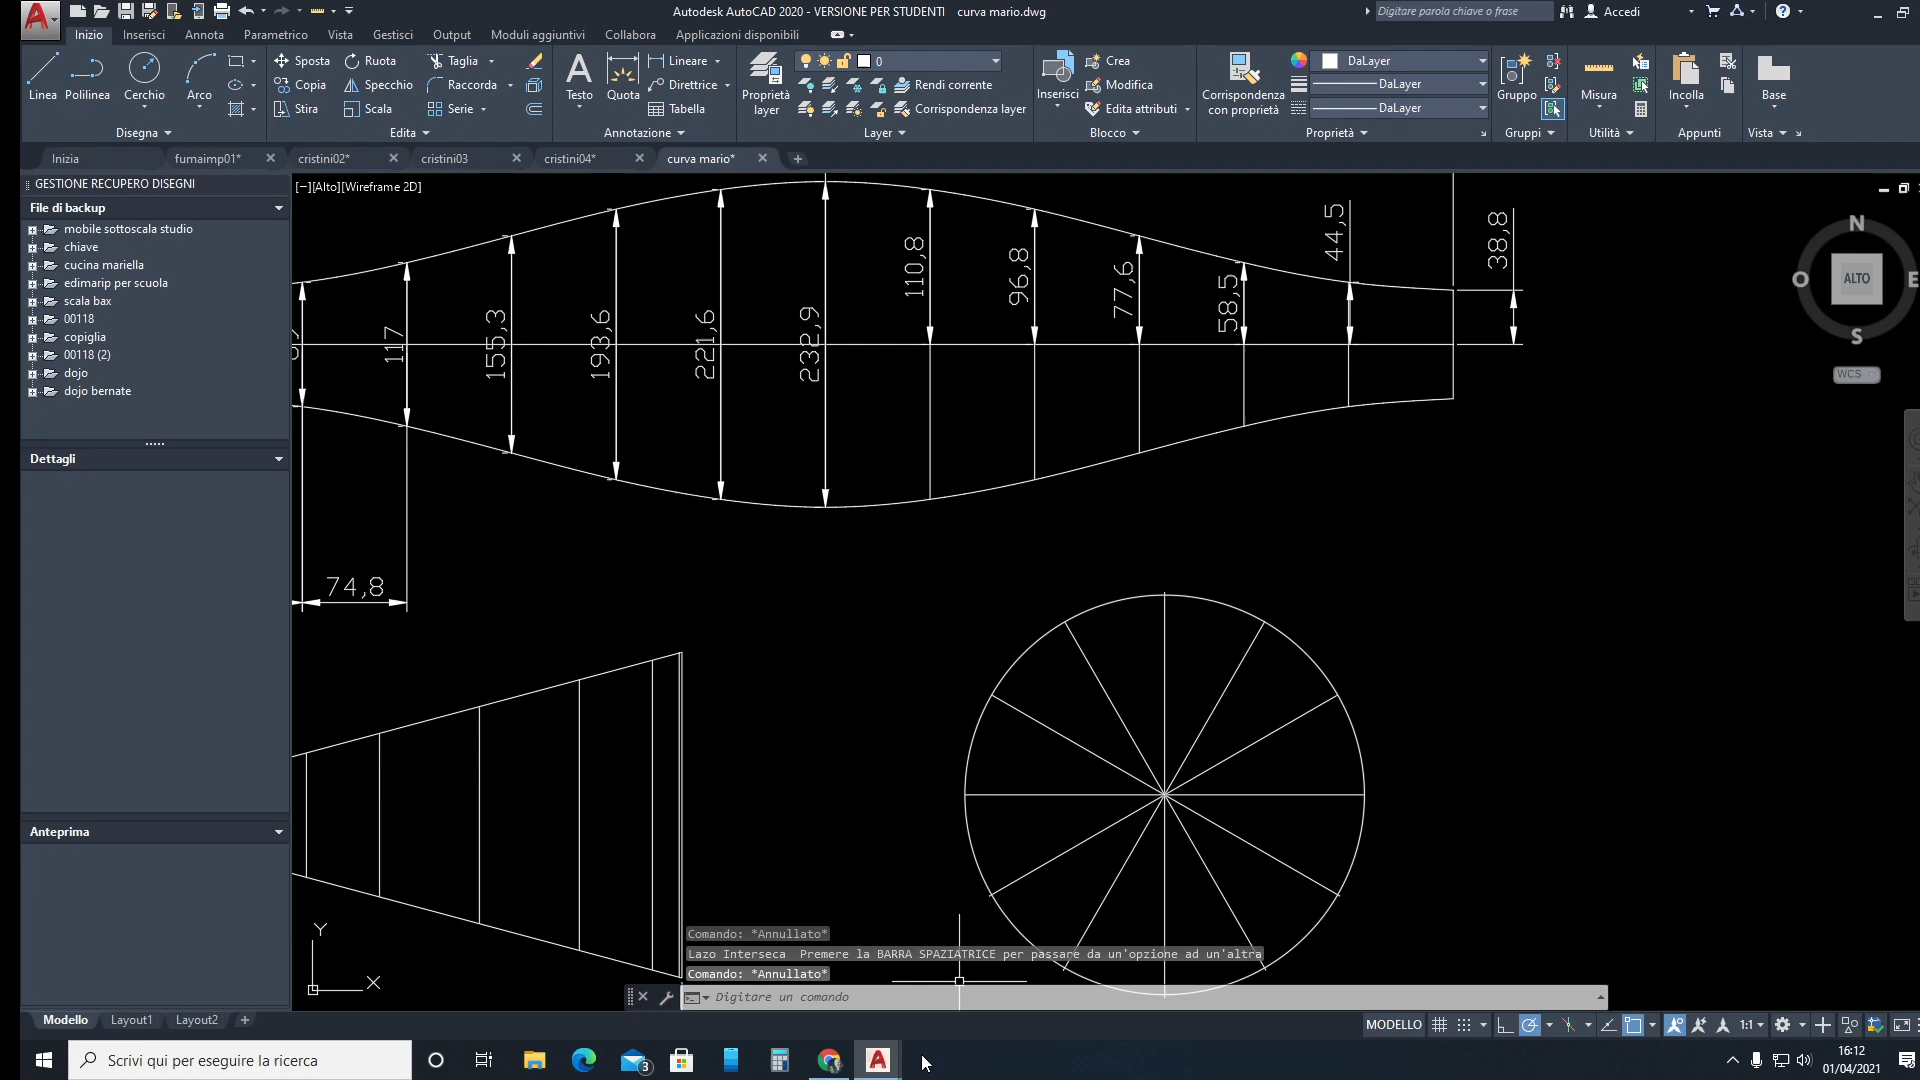 Autodesk AutoCAD 2020 - VERSIONE PER STUDENTI curva mario.dwg
Digitare parola chiave o frase
Accedi
Inizio Inserisci Annota Parametrico Vista Gestisci Output Moduli aggiuntivi Collabora Applicazioni disponibili
Linea Polilinea Cerchio Arco
Sposta Ruota Taglia
Copia Specchio Raccorda
Stira Scala Serie
Testo Quota
Lineare
Direttrice
Tabella
Proprietà layer
0
Rendi corrente
Corrispondenza layer
Inserisci
Crea
Modifica
Edita attributi
Corrispondenza con proprietà
DaLayer
DaLayer
DaLayer
Gruppo
Misura
Incolla
Base
Disegna Edita Annotazione Layer Blocco Proprietà Gruppi Utilità Appunti Vista
Inizia fumaimp01* cristini02* cristini03 cristini04* curva mario*
GESTIONE RECUPERO DISEGNI
File di backup
mobile sottoscala studio
chiave
cucina mariella
edimarip per scuola
scala bax
00118
copiglia
00118 (2)
dojo
dojo bernate
Dettagli
Anteprima
[−][Alto][Wireframe 2D]
117
155,3
193,6
221,6
232,9
110,8
96,8
77,6
58,5
44,5
38,8
74,8
N
O ALTO E
S
WCS
Y
X
Comando: *Annullato*
Lazo Interseca Premere la BARRA SPAZIATRICE per passare da un'opzione ad un'altra
Comando: *Annullato*
Digitare un comando
Modello Layout1 Layout2
MODELLO
1:1
Scrivi qui per eseguire la ricerca
3
16:12
01/04/2021